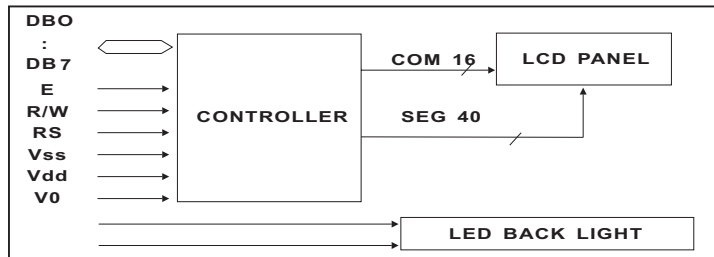 DBO
:
DB7
E
R/W
RS
Vss
Vdd
V0
CONTROLLER
COM 16
SEG 40
LCD PANEL
LED BACK LIGHT